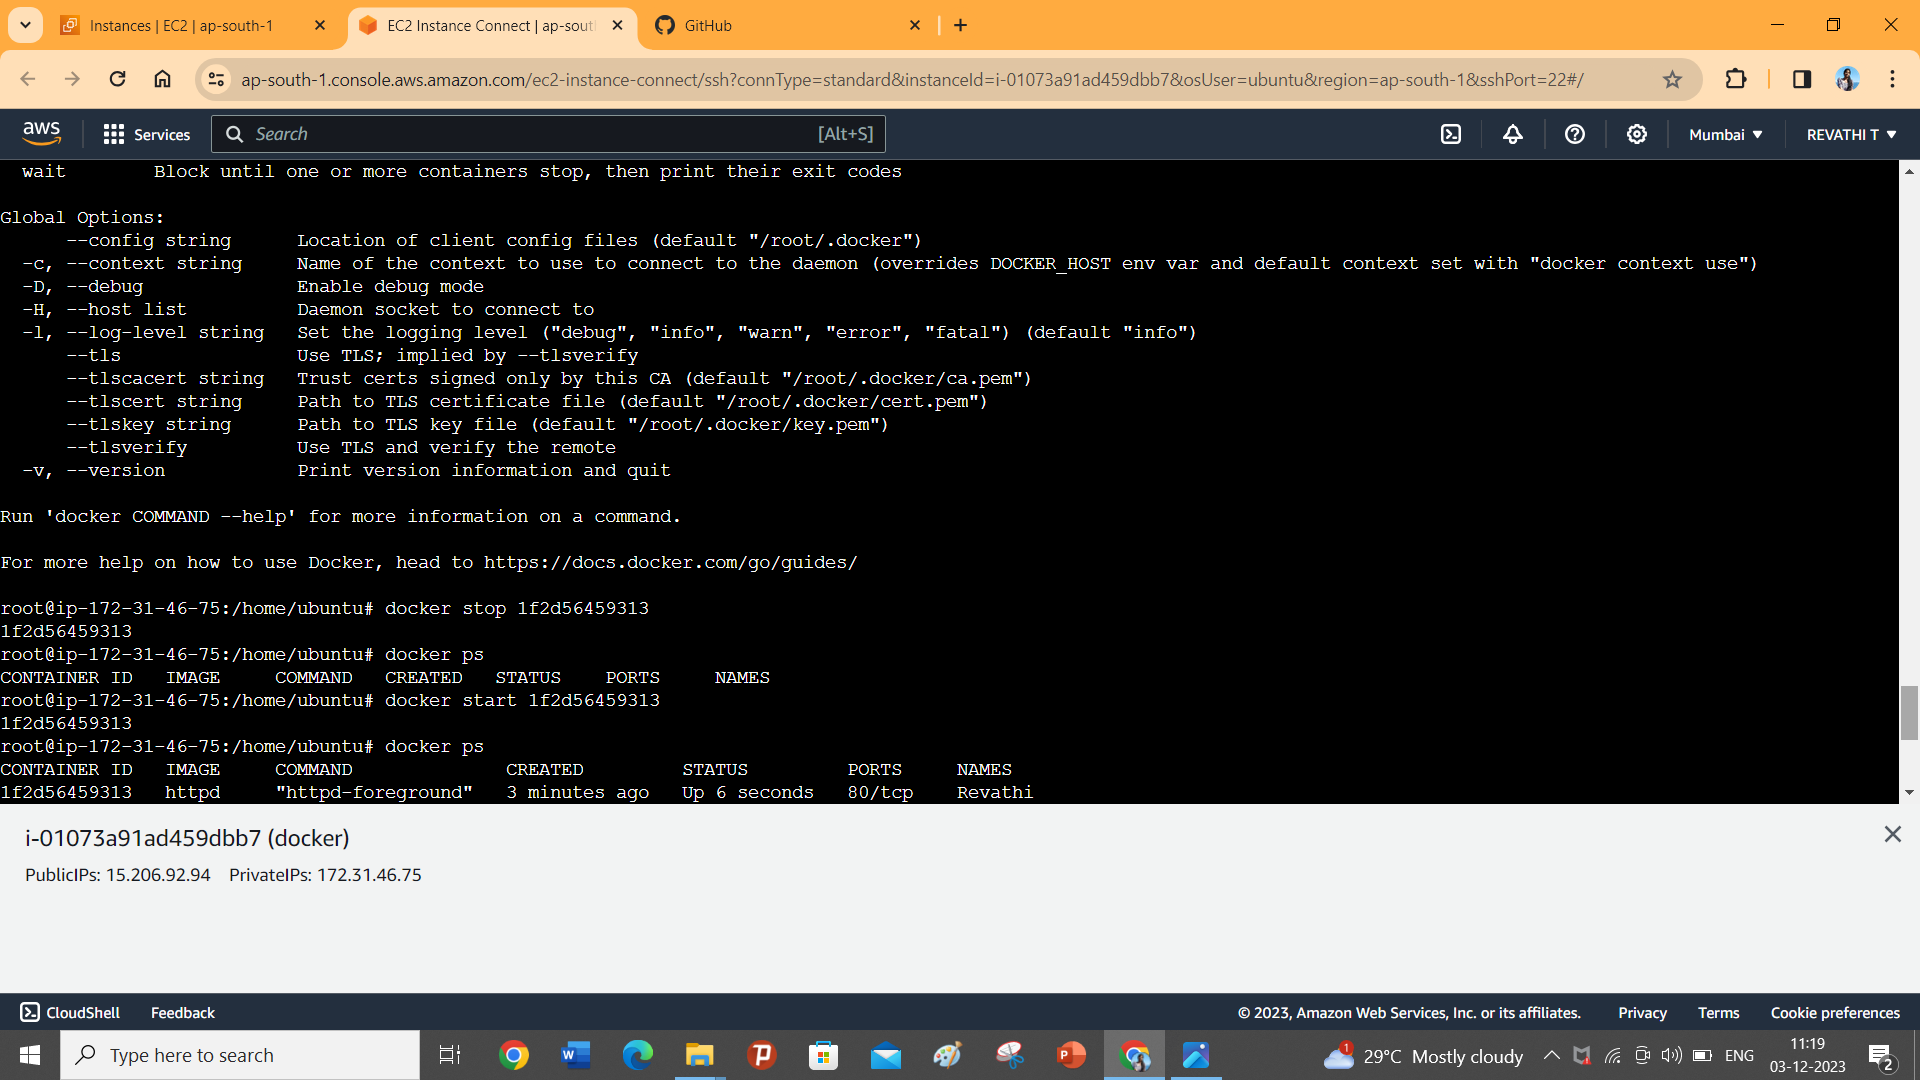 Instances | EC2 | ap-south-1
EC2 Instance Connect | ap-sout
GitHub
ap-south-1.console.aws.amazon.com/ec2-instance-connect/ssh?connType=standard&instanceId=i-01073a91ad459dbb7&osUser=ubuntu&region=ap-south-1&sshPort=22#/
aws Services Search [Alt+S] Mumbai REVATHI T
wait Block until one or more containers stop, then print their exit codes
Global Options:
--config string Location of client config files (default "/root/.docker")
-c, --context string Name of the context to use to connect to the daemon (overrides DOCKER_HOST env var and default context set with "docker context use")
-D, --debug Enable debug mode
-H, --host list Daemon socket to connect to
-l, --log-level string Set the logging level ("debug", "info", "warn", "error", "fatal") (default "info")
--tls Use TLS; implied by --tlsverify
--tlscacert string Trust certs signed only by this CA (default "/root/.docker/ca.pem")
--tlscert string Path to TLS certificate file (default "/root/.docker/cert.pem")
--tlskey string Path to TLS key file (default "/root/.docker/key.pem")
--tlsverify Use TLS and verify the remote
-v, --version Print version information and quit
Run 'docker COMMAND --help' for more information on a command.
For more help on how to use Docker, head to https://docs.docker.com/go/guides/
root@ip-172-31-46-75:/home/ubuntu# docker stop 1f2d56459313
1f2d56459313
root@ip-172-31-46-75:/home/ubuntu# docker ps
CONTAINER ID IMAGE COMMAND CREATED STATUS PORTS NAMES
root@ip-172-31-46-75:/home/ubuntu# docker start 1f2d56459313
1f2d56459313
root@ip-172-31-46-75:/home/ubuntu# docker ps
CONTAINER ID IMAGE COMMAND CREATED STATUS PORTS NAMES
1f2d56459313 httpd "httpd-foreground" 3 minutes ago Up 6 seconds 80/tcp Revathi
i-01073a91ad459dbb7 (docker)
PublicIPs: 15.206.92.94 PrivateIPs: 172.31.46.75
CloudShell Feedback © 2023, Amazon Web Services, Inc. or its affiliates. Privacy Terms Cookie preferences
Type here to search
1
29°C Mostly cloudy
ENG
11:19
03-12-2023
2